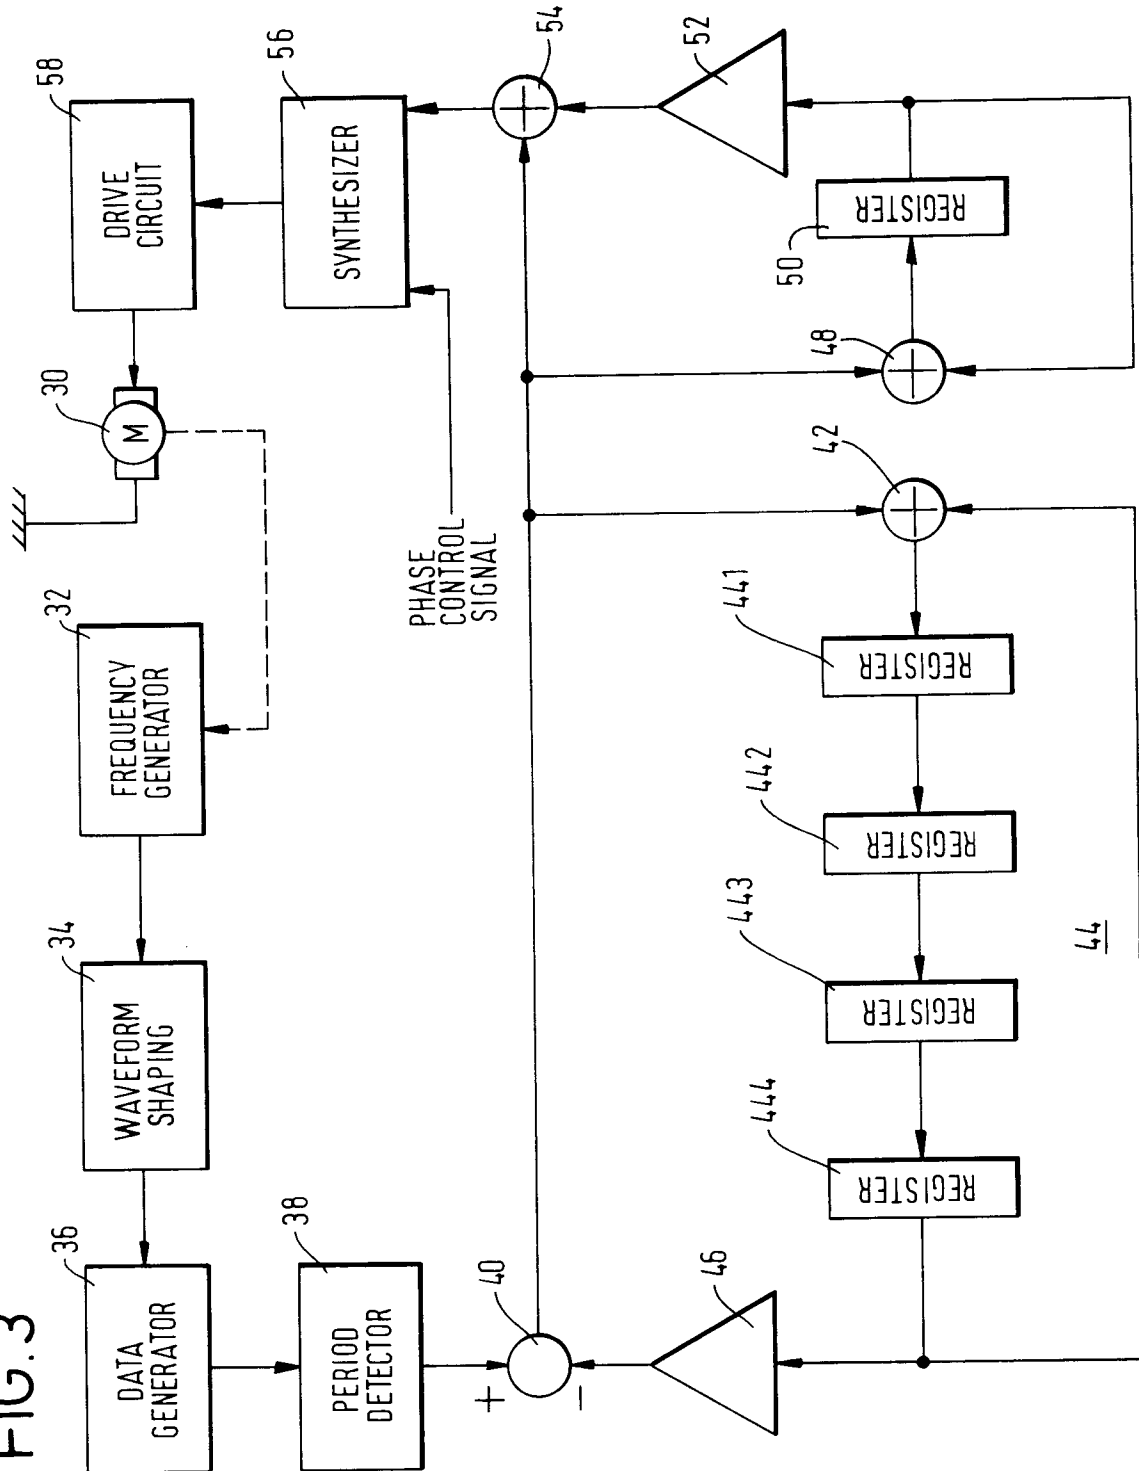 FIG. 3
36
DATA
GENERATOR
34
WAVEFORM
SHAPING
32
FREQUENCY
GENERATOR
30
M
58
DRIVE
CIRCUIT
38
PERIOD
DETECTOR
PHASE
CONTROL
SIGNAL
56
SYNTHESIZER
40
+
-
54
46
52
444
REGISTER
443
REGISTER
442
REGISTER
441
REGISTER
42
48
50
REGISTER
44